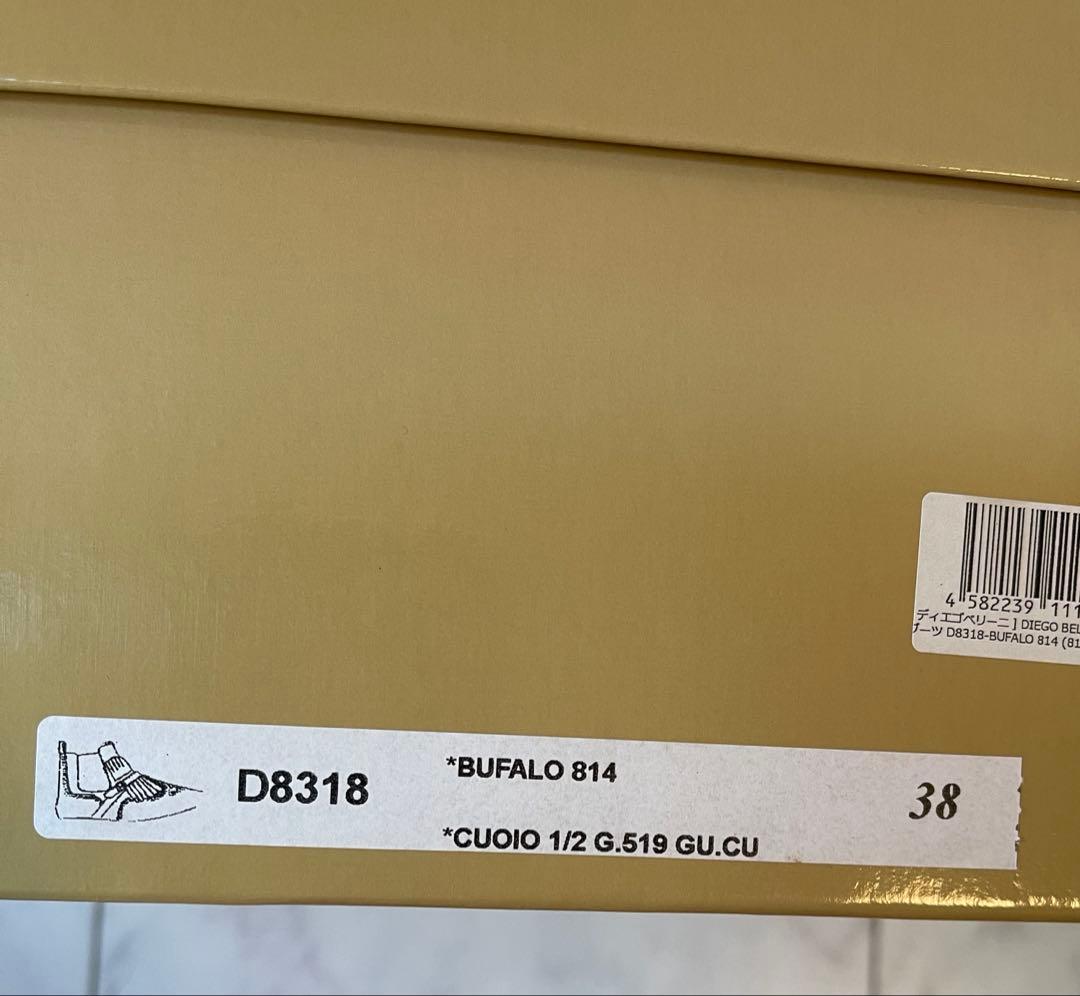 4 582239 111
ディエゴベリーニ] DIEGO BEL
ブーツ D8318-BUFALO 814 (81
D8318
*BUFALO 814
*CUOIO 1/2 G.519 GU.CU
38